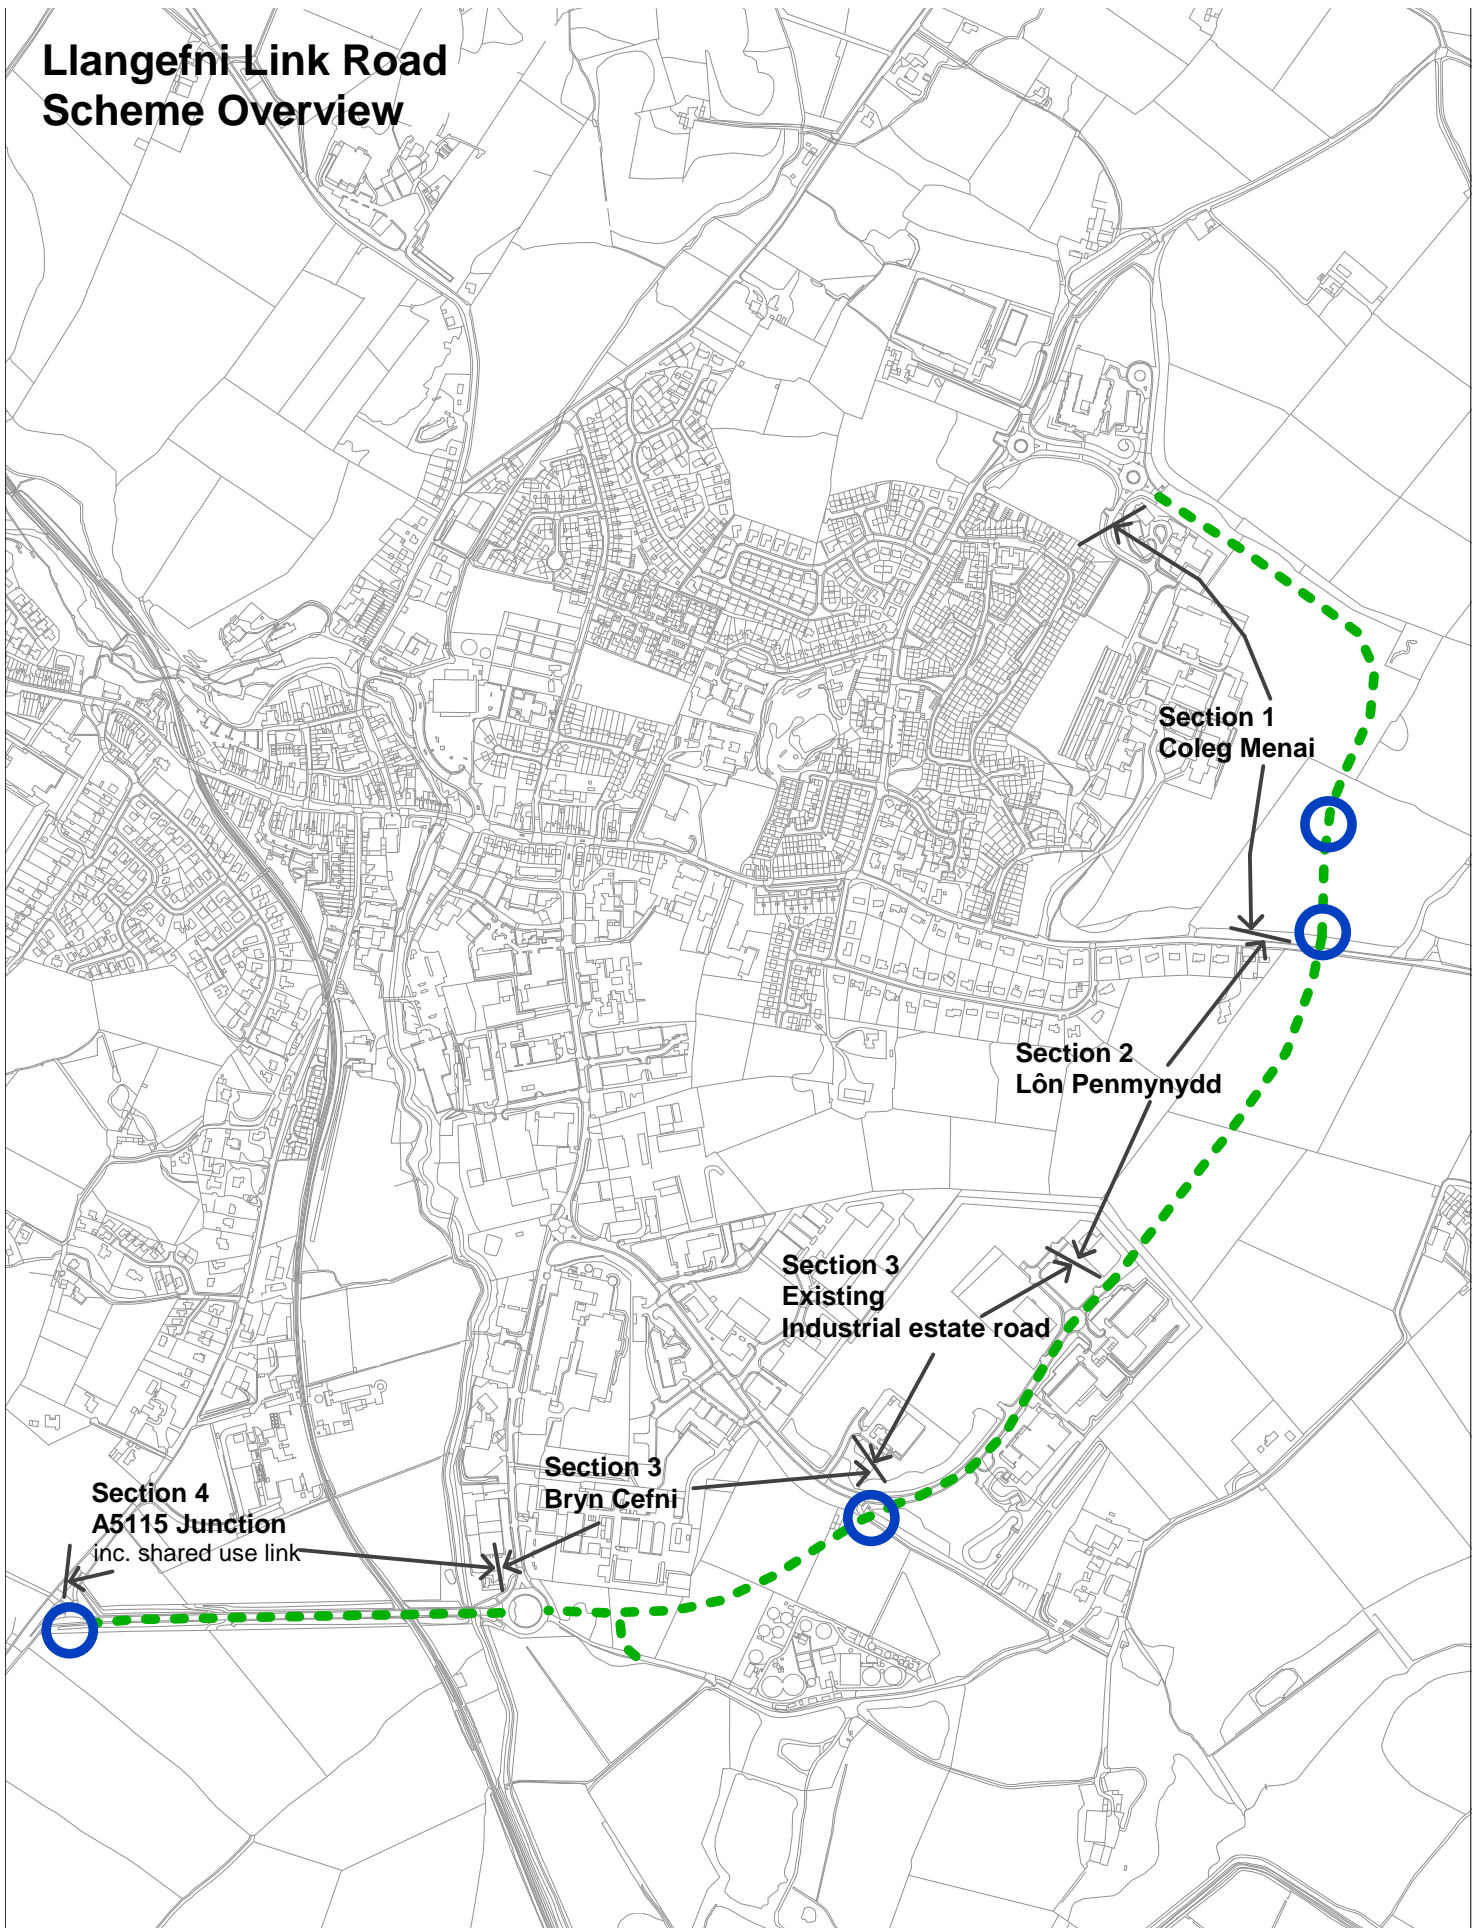 Llangefni Link Road
Scheme Overview
Section 1
Coleg Menai
Section 2
Lôn Penmynydd
Section 3
Existing
Industrial estate road
Section 3
Bryn Cefni
Section 4
A5115 Junction
inc. shared use link